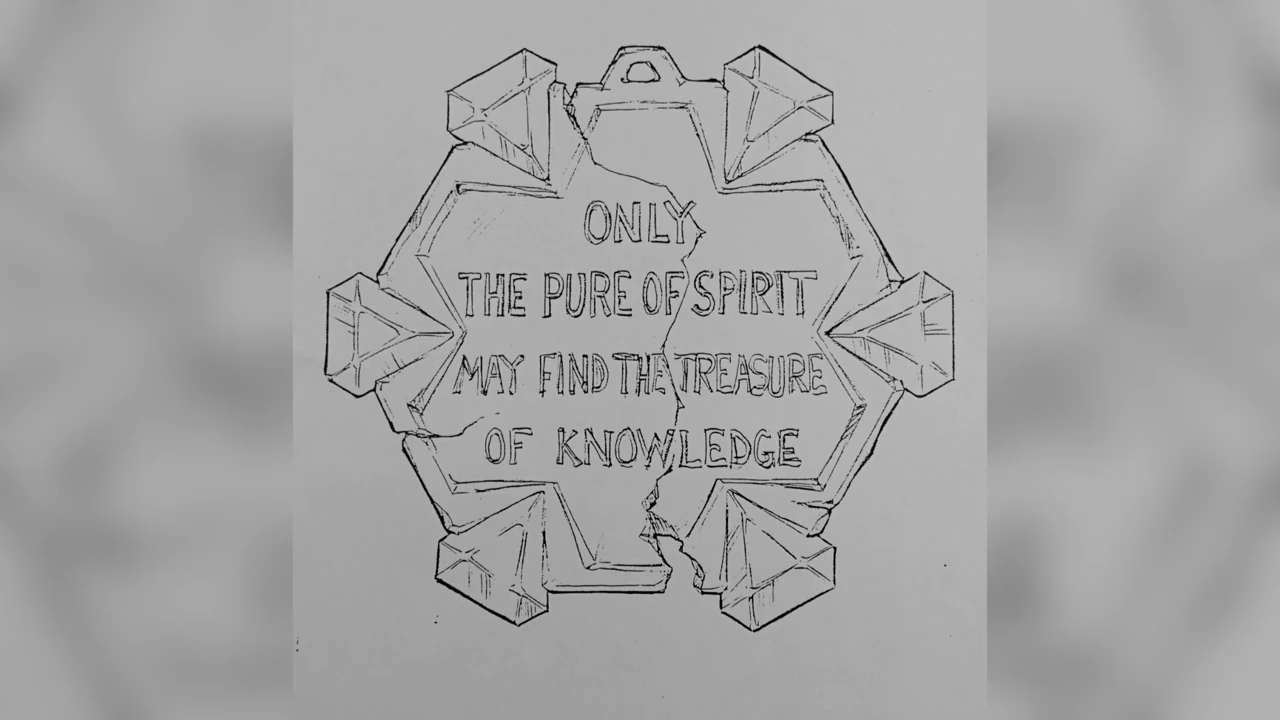 ONLY
THE PURE OF SPIRIT
MAY FIND THE TREASURE
OF KNOWLEDGE